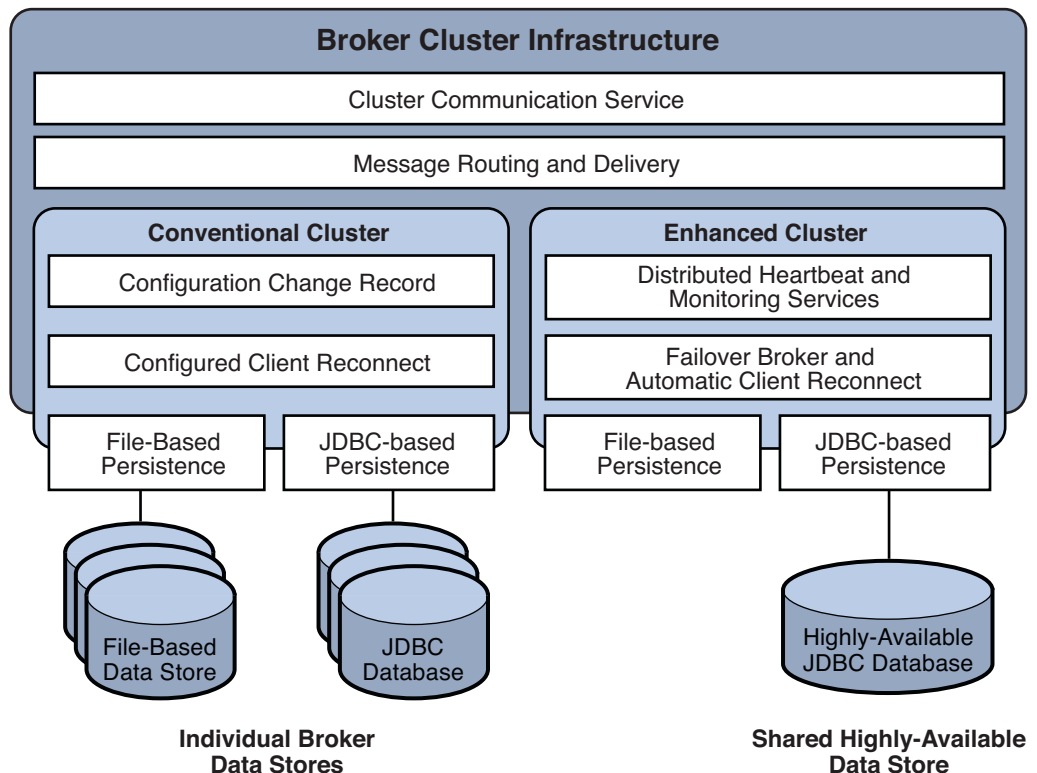 Broker Cluster Infrastructure
Cluster Communication Service
Message Routing and Delivery
Conventional Cluster
Configuration Change Record
Configured Client Reconnect
File-Based
Persistence
JDBC-based
Persistence
Enhanced Cluster
Distributed Heartbeat and
Monitoring Services
Failover Broker and
Automatic Client Reconnect
File-based
Persistence
JDBC-based
Persistence
File-Based
Data Store
JDBC
Database
Highly-Available
JDBC Database
Individual Broker
Data Stores
Shared Highly-Available
Data Store